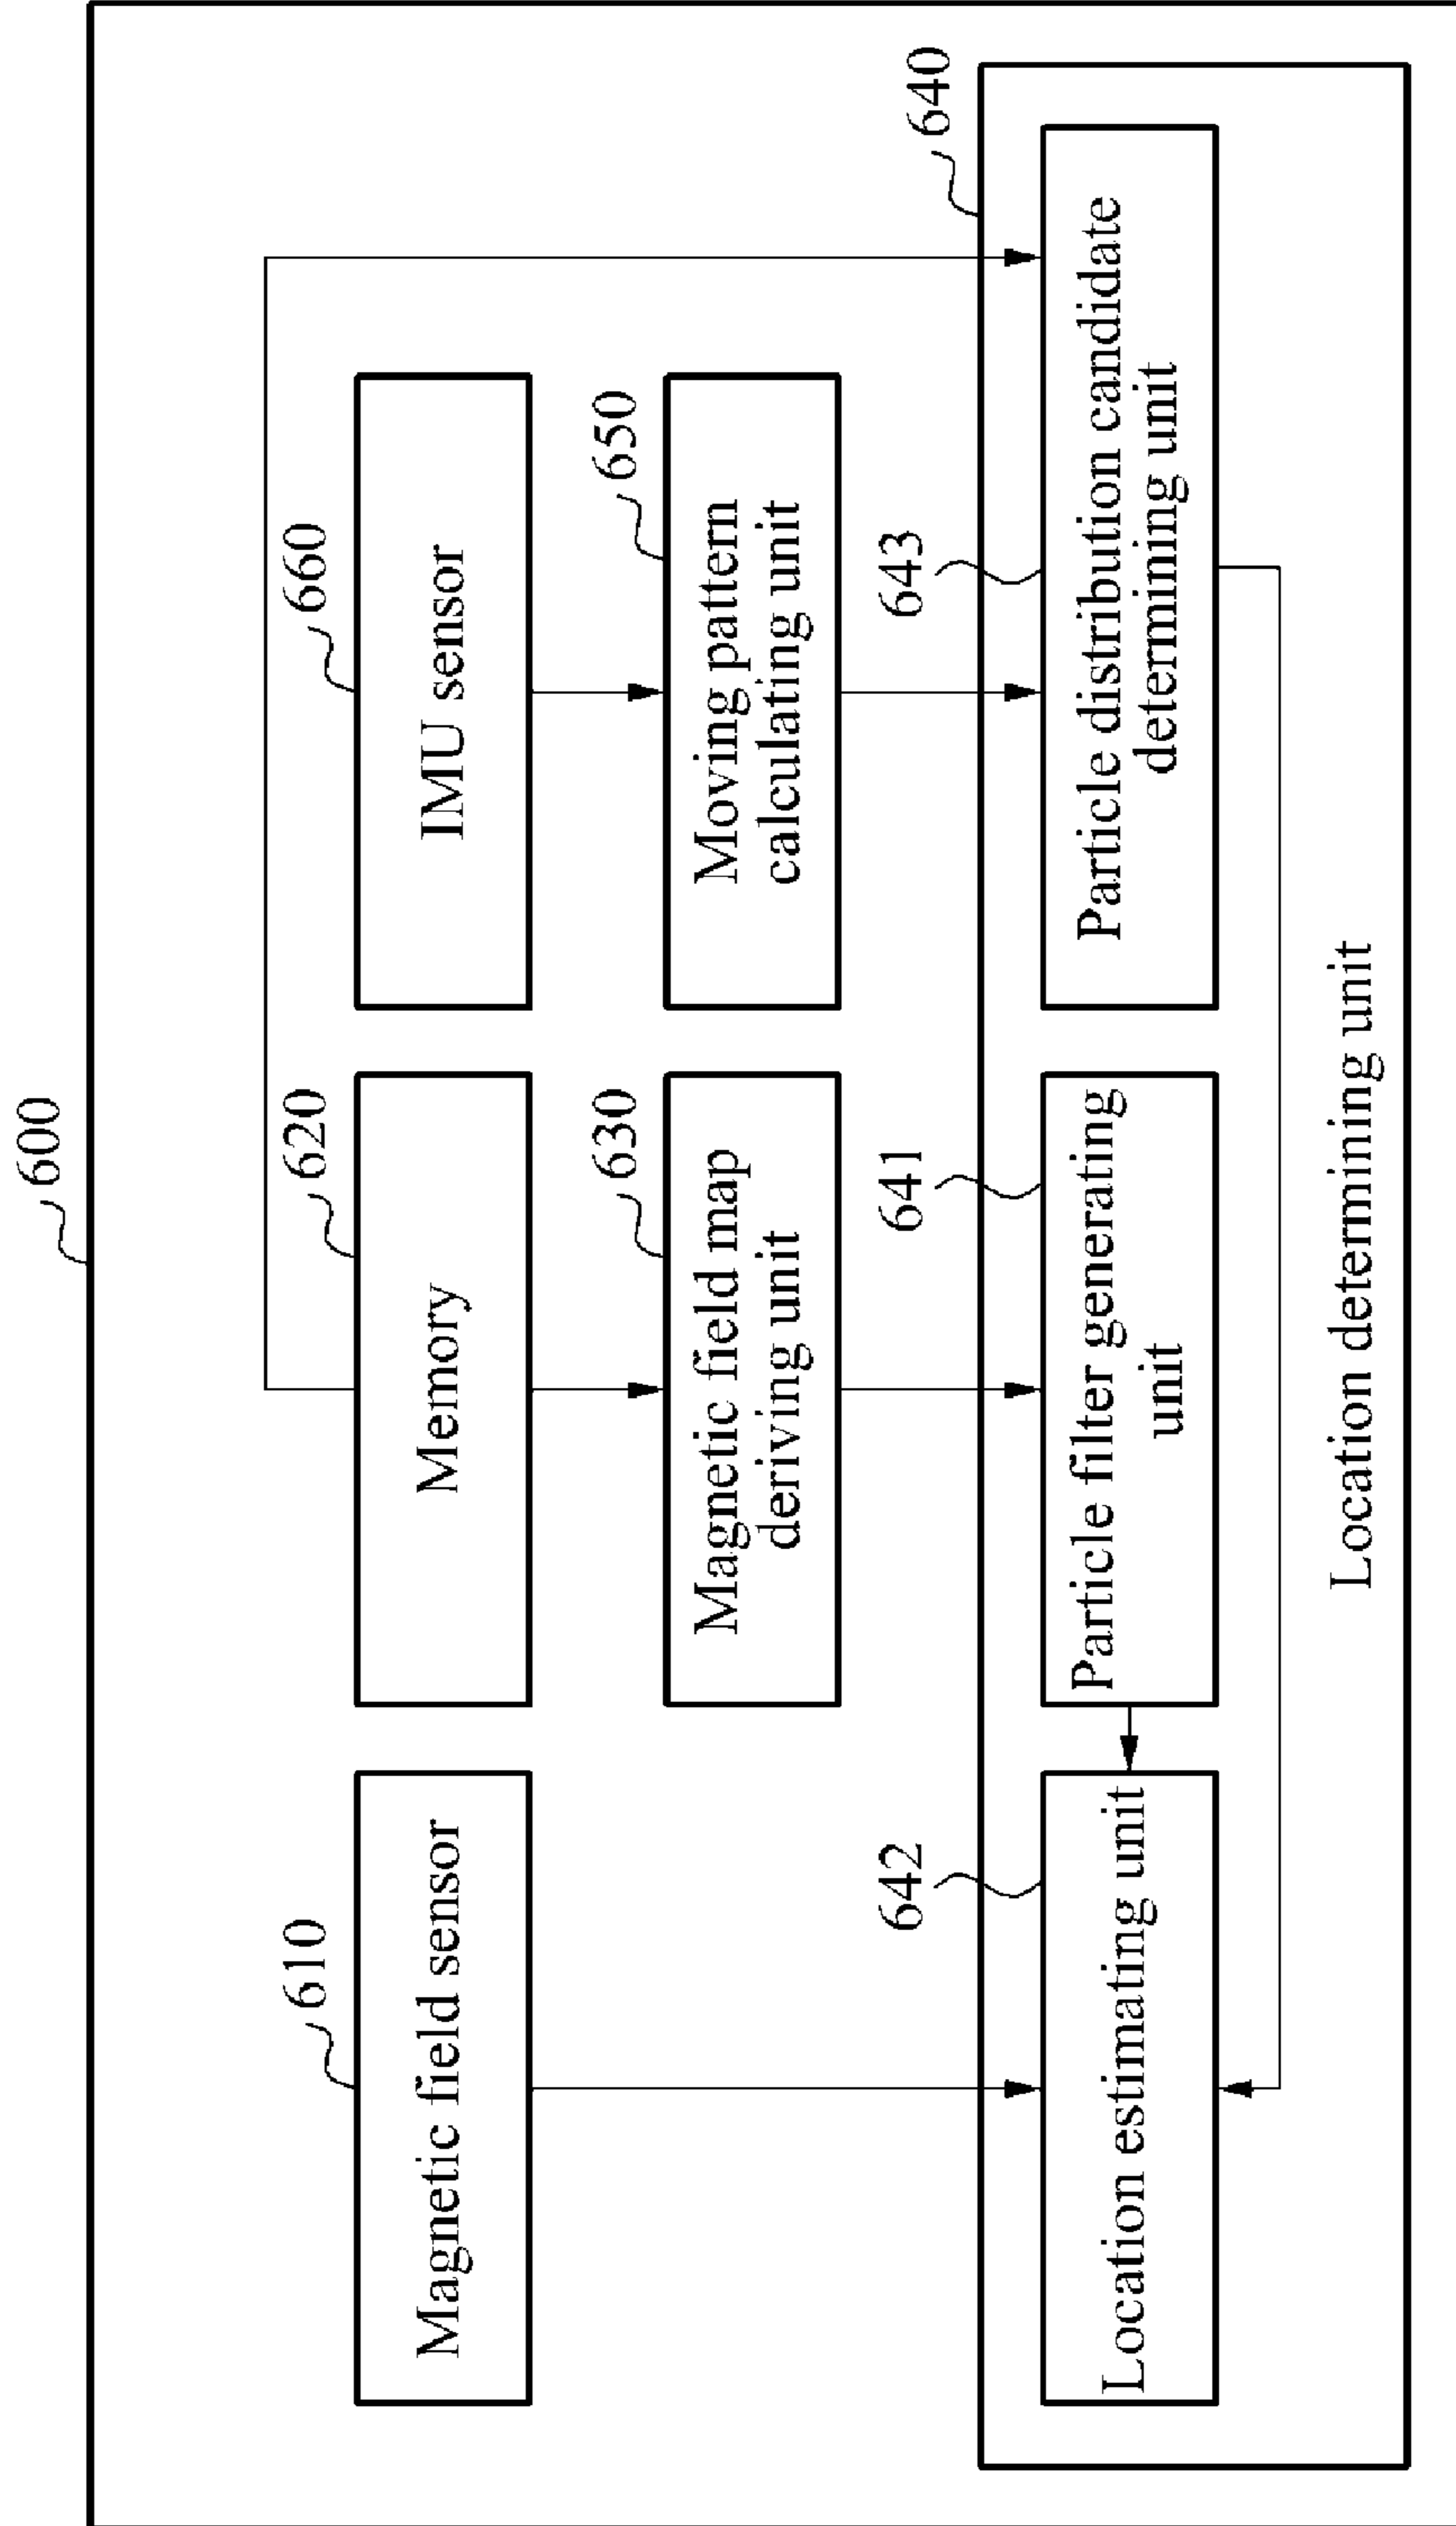 600
610
Magnetic field sensor
620
Memory
660
IMU sensor
630
Magnetic field map
deriving unit
650
Moving pattern
calculating unit
640
642
Location estimating unit
641
Particle filter generating
unit
643
Particle distribution candidate
determining unit
Location determining unit